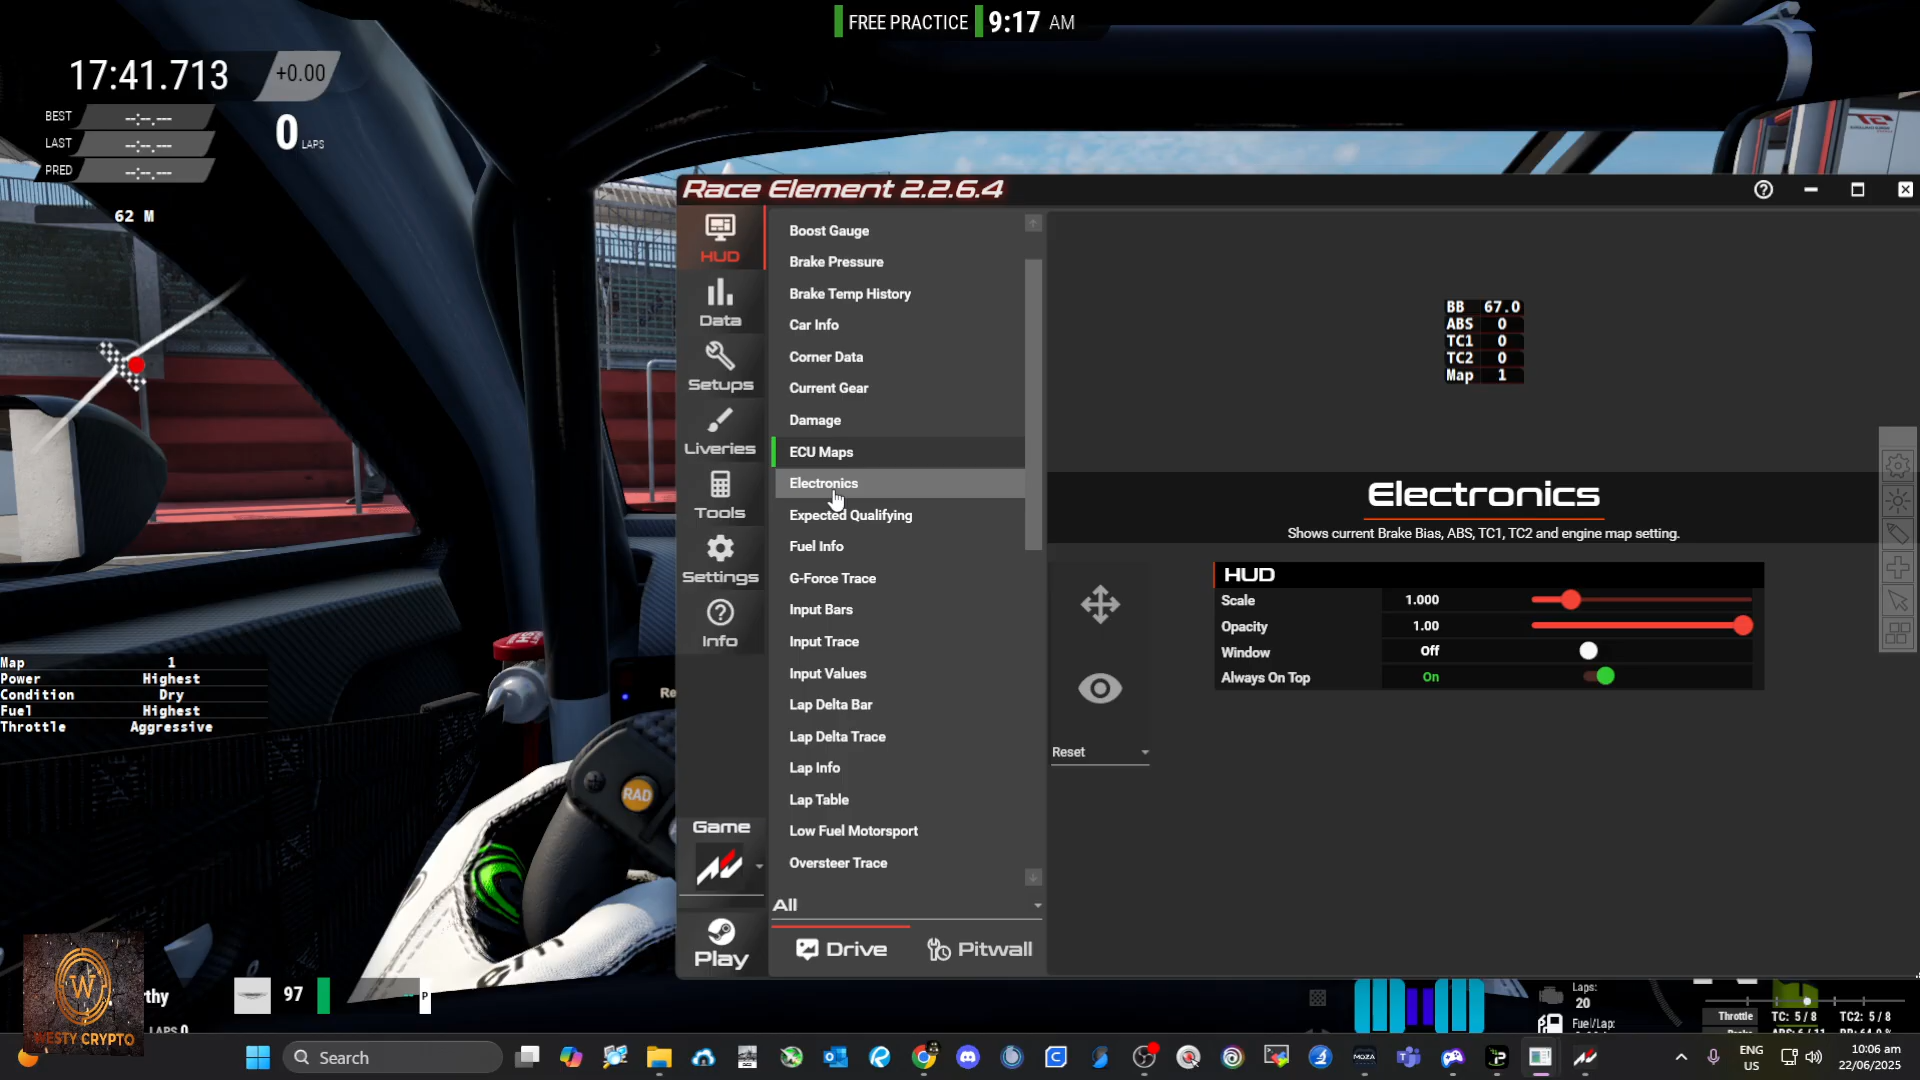 FREE PRACTICE 9:17 AM
17:41.713 +0.00
BEST --:--.---
LAST --:--.---
PRED --:--.---
0 LAPS
62 M
Race Element 2.2.6.4
HUD
Data
Setups
Liveries
Tools
Settings
Info
Game
Play
Boost Gauge
Brake Pressure
Brake Temp History
Car Info
Corner Data
Current Gear
Damage
ECU Maps
Electronics
Expected Qualifying
Fuel Info
G-Force Trace
Input Bars
Input Trace
Input Values
Lap Delta Bar
Lap Delta Trace
Lap Info
Lap Table
Low Fuel Motorsport
Oversteer Trace
All
Drive
Pitwall
BB 67.0
ABS 0
TC1 0
TC2 0
Map 1
Electronics
Shows current Brake Bias, ABS, TC1, TC2 and engine map setting.
HUD
Scale 1.000
Opacity 1.00
Window Off
Always On Top On
Reset
Map 1
Power Highest
Condition Dry
Fuel Highest
Throttle Aggressive
Re
RAD
W
WESTY CRYPTO
thy
97
P
LAPS 0
Laps:
20
Fuel/Lap:
Throttle TC: 5 / 8 TC2: 5 / 8
Search
MOZA
ENG
US
10:06 am
22/06/2025